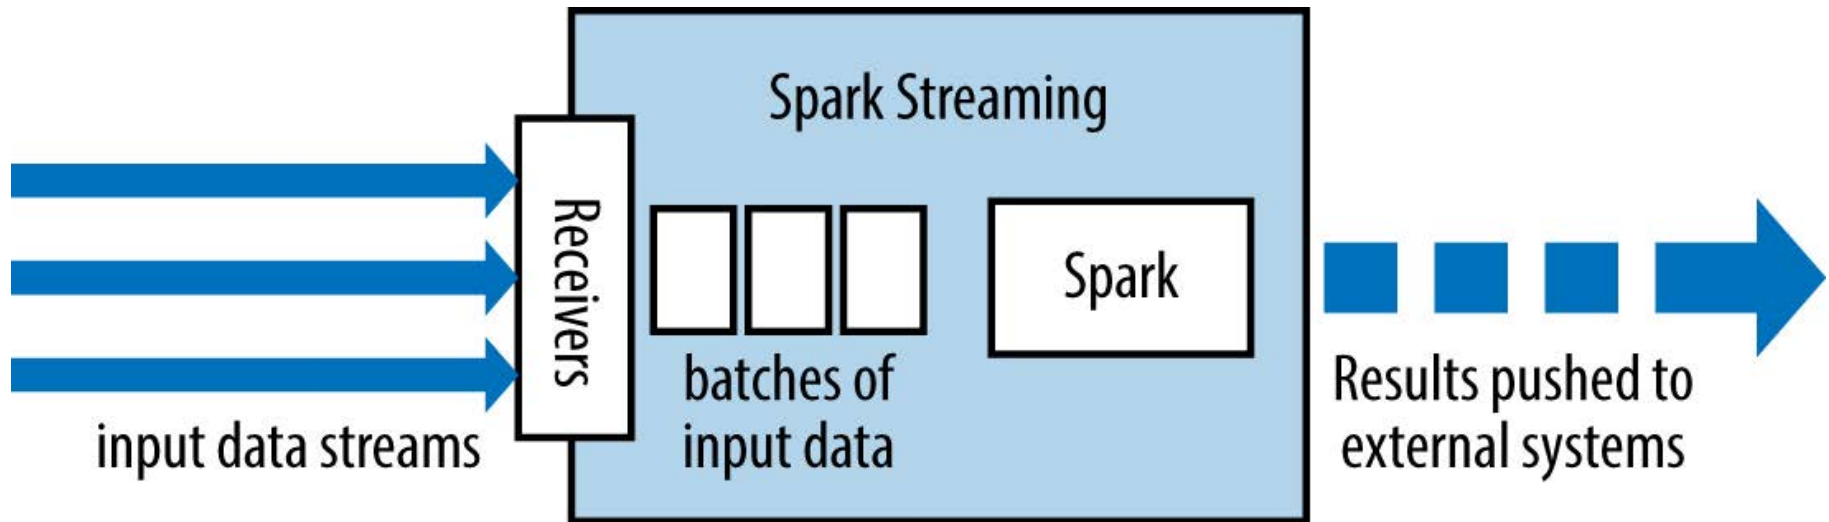 Spark Streaming
Receivers
Spark
batches of
input data
input data streams
Results pushed to
external systems